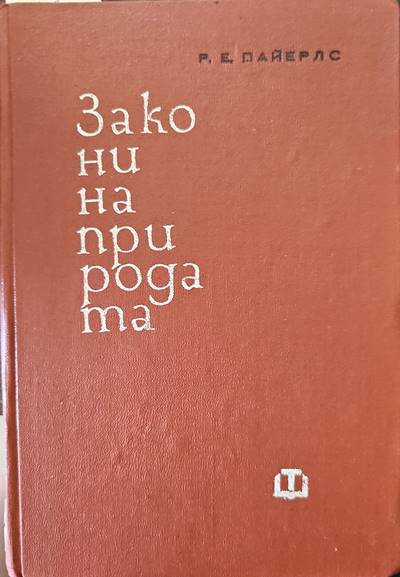 Р. Е. ПАЙЕРЛС
Зако
ни
на
при
рода
та
Т